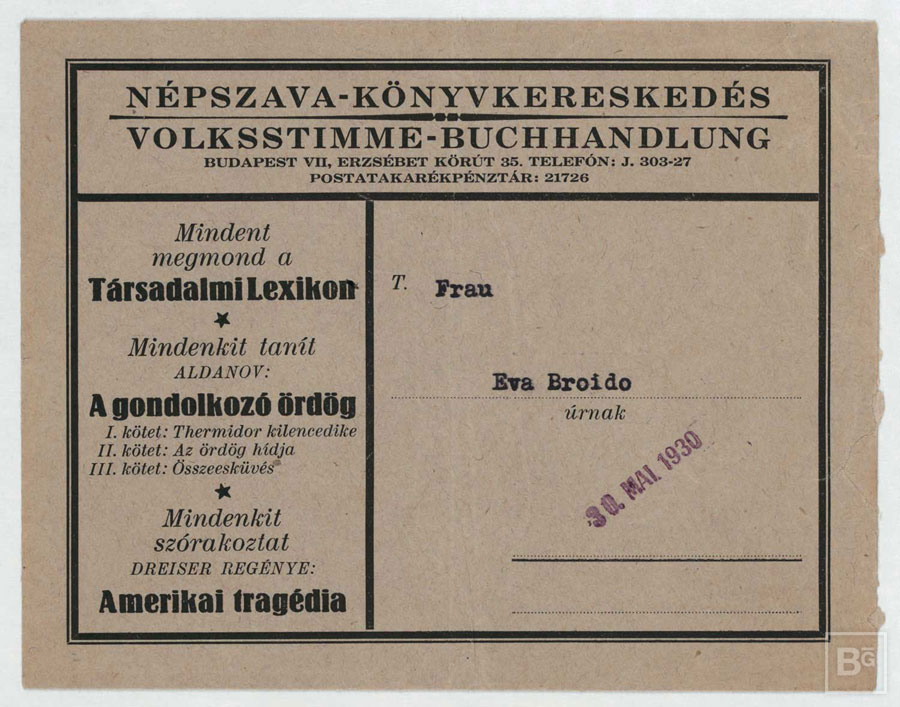 NÉPSZAVA-KÖNYVKERESKEDÉS
VOLKSSTIMME-BUCHHANDLUNG
BUDAPEST VII, ERZSÉBET KÖRÚT 35. TELEFÓN: J. 303-27
POSTATAKARÉKPÉNZTÁR: 21726
Mindent
megmond a
Társadalmi Lexikon
Mindenkit tanít
ALDANOV:
A gondolkozó ördög
I. kötet: Thermidor kilencedike
II. kötet: Az ördög hídja
III. kötet: Összeesküvés
Mindenkit
szórakoztat
DREISER REGÉNYE:
Amerikai tragédia
T. Frau
Eva Broido
úrnak
30. MAI 1930
BG